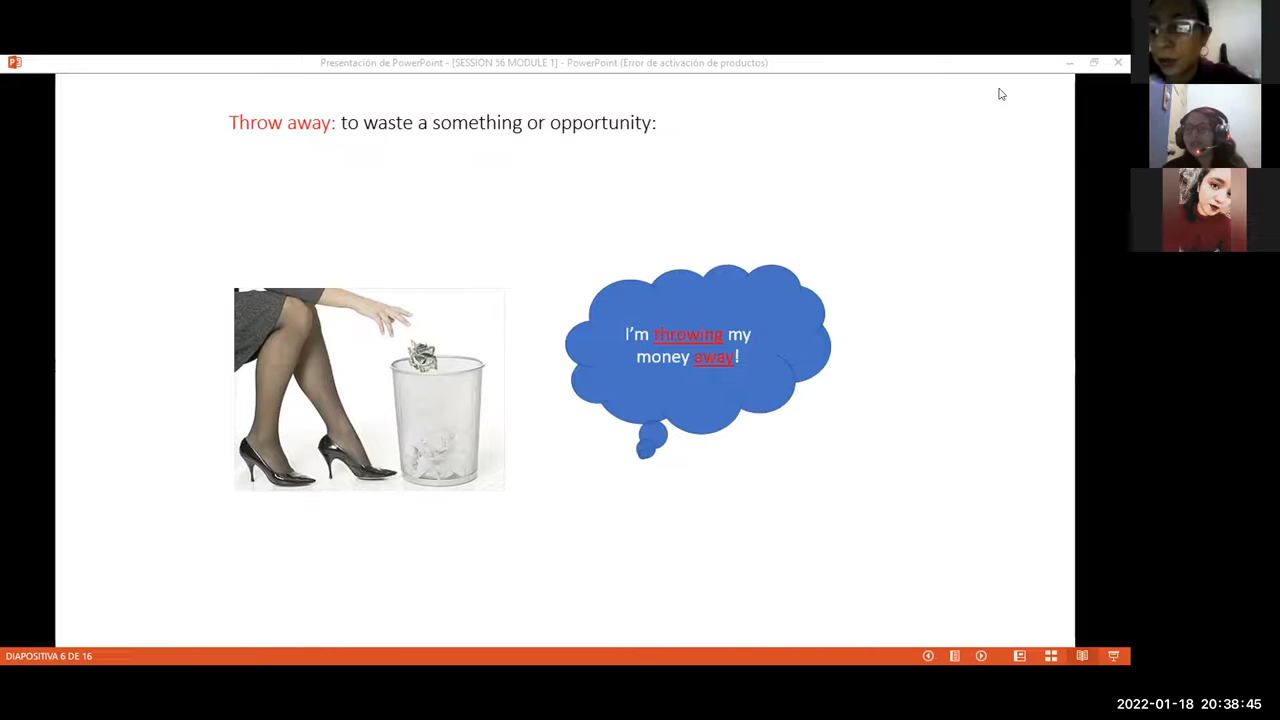 Presentación de PowerPoint - [SESSION 56 MODULE 1] - PowerPoint (Error de activación de productos)
Throw away: to waste a something or opportunity:
I'm throwing my
money away!
DIAPOSITIVA 6 DE 16
2022-01-18 20:38:45